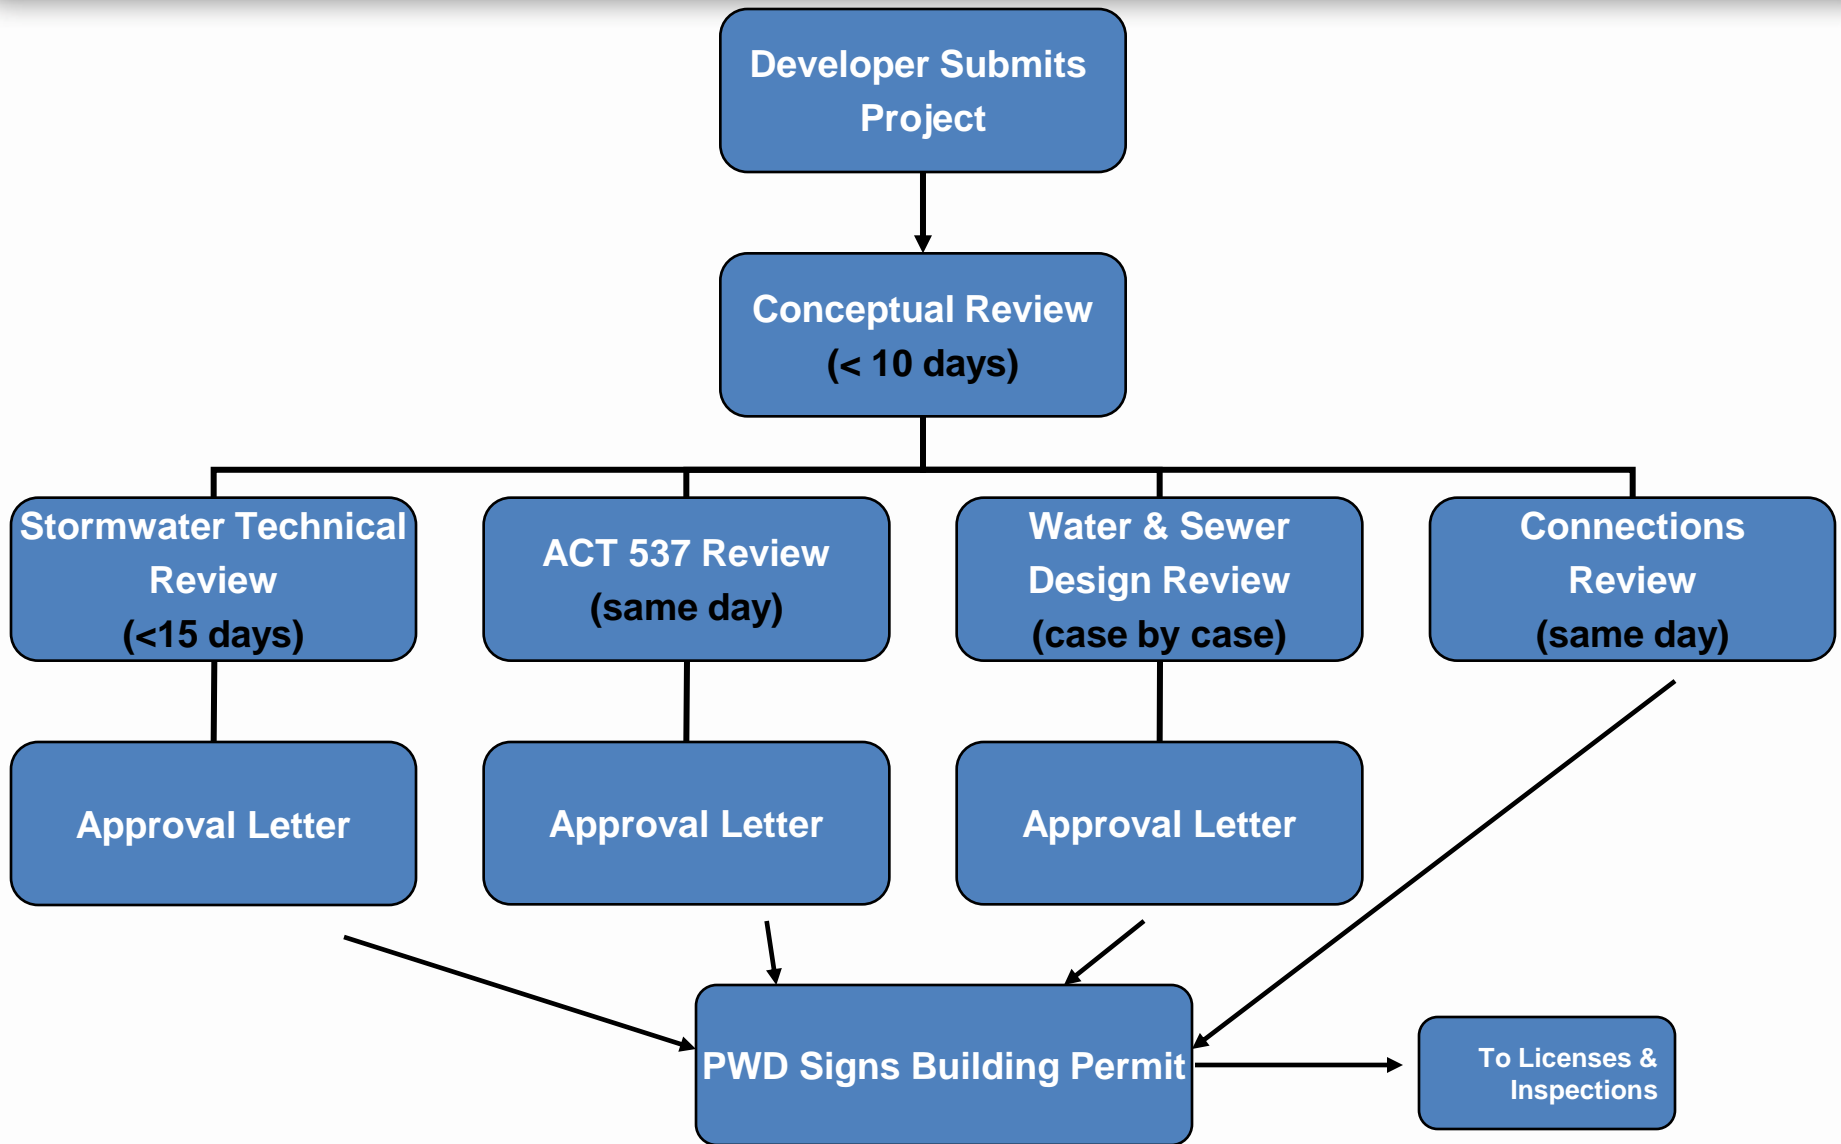 Developer Submits
Project
Conceptual Review
(< 10 days)
Stormwater Technical
Review
(<15 days)
ACT 537 Review
(same day)
Water & Sewer
Design Review
(case by case)
Connections
Review
(same day)
Approval Letter
Approval Letter
Approval Letter
PWD Signs Building Permit
To Licenses &
Inspections